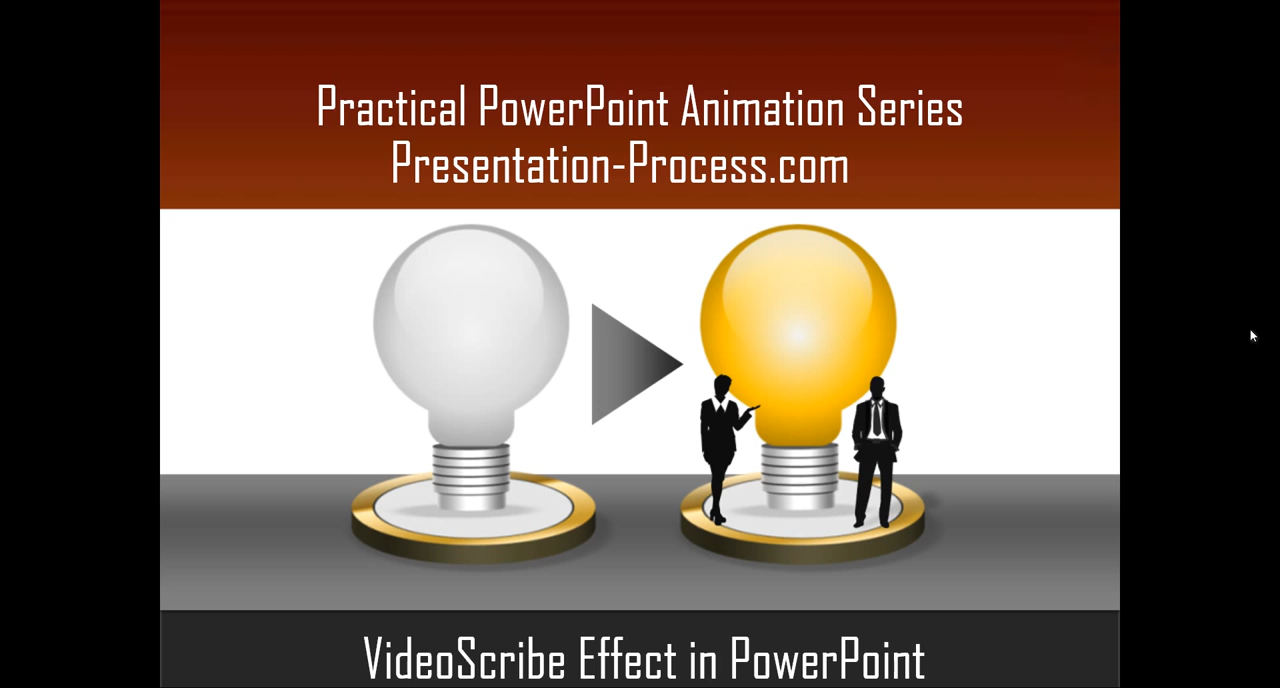 Practical PowerPoint Animation Series
Presentation-Process.com
VideoScribe Effect in PowerPoint